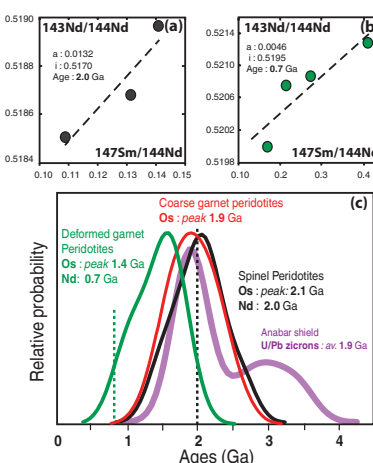 0.5190
0.5188
0.5186
0.5184
143Nd/144Nd
(a)
a : 0.0132
i : 0.5170
Age : 2.0 Ga
147Sm/144Nd
0.10 0.11 0.12 0.13 0.14 0.15
0.5214
0.5206
0.5202
0.5198
143Nd/144Nd
(b)
a : 0.0046
i : 0.5195
Age : 0.7 Ga
147Sm/144Nd
0.1 0.2 0.3 0.4
Relative probability
(c)
Coarse garnet peridotites
Os : peak 1.9 Ga
Deformed garnet
Peridotites
Os : peak 1.4 Ga
Nd: 0.7 Ga
Spinel Peridotites
Os : peak: 2.1 Ga
Nd : 2.0 Ga
Anabar shield
U/Pb zicrons : av. 1.9 Ga
0 1 2 3 4
Ages (Ga)